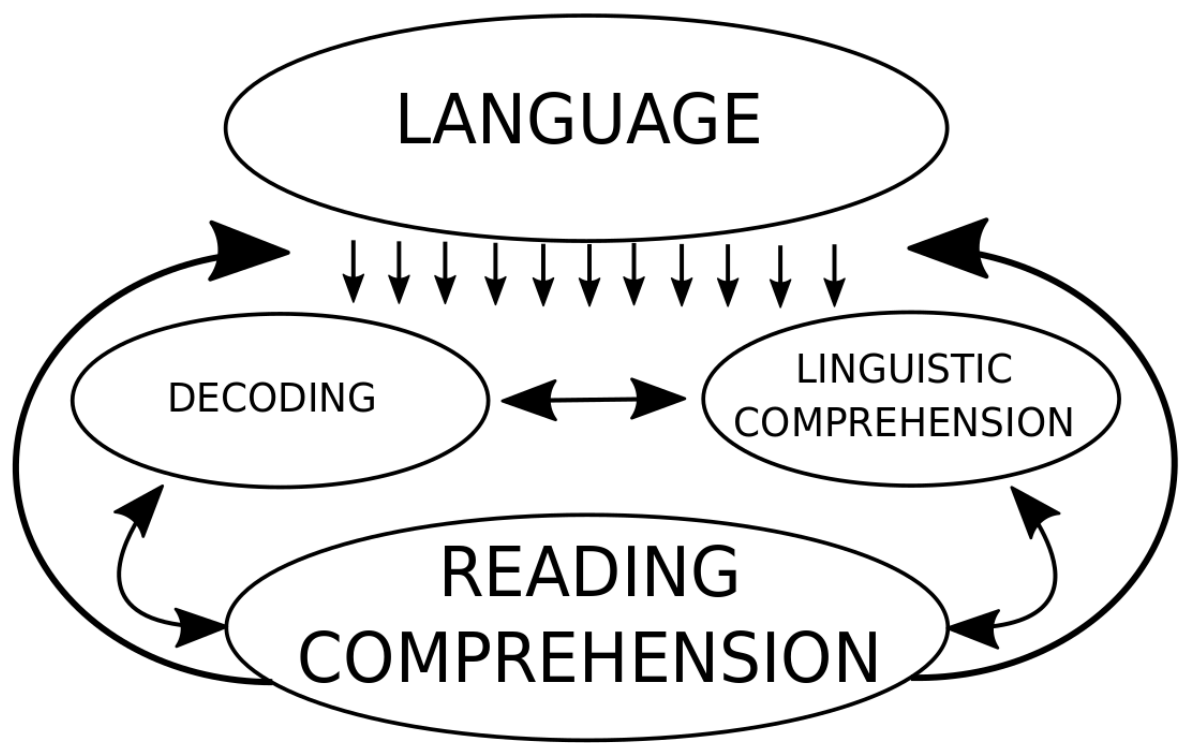 LANGUAGE
DECODING
LINGUISTIC
COMPREHENSION
READING
COMPREHENSION